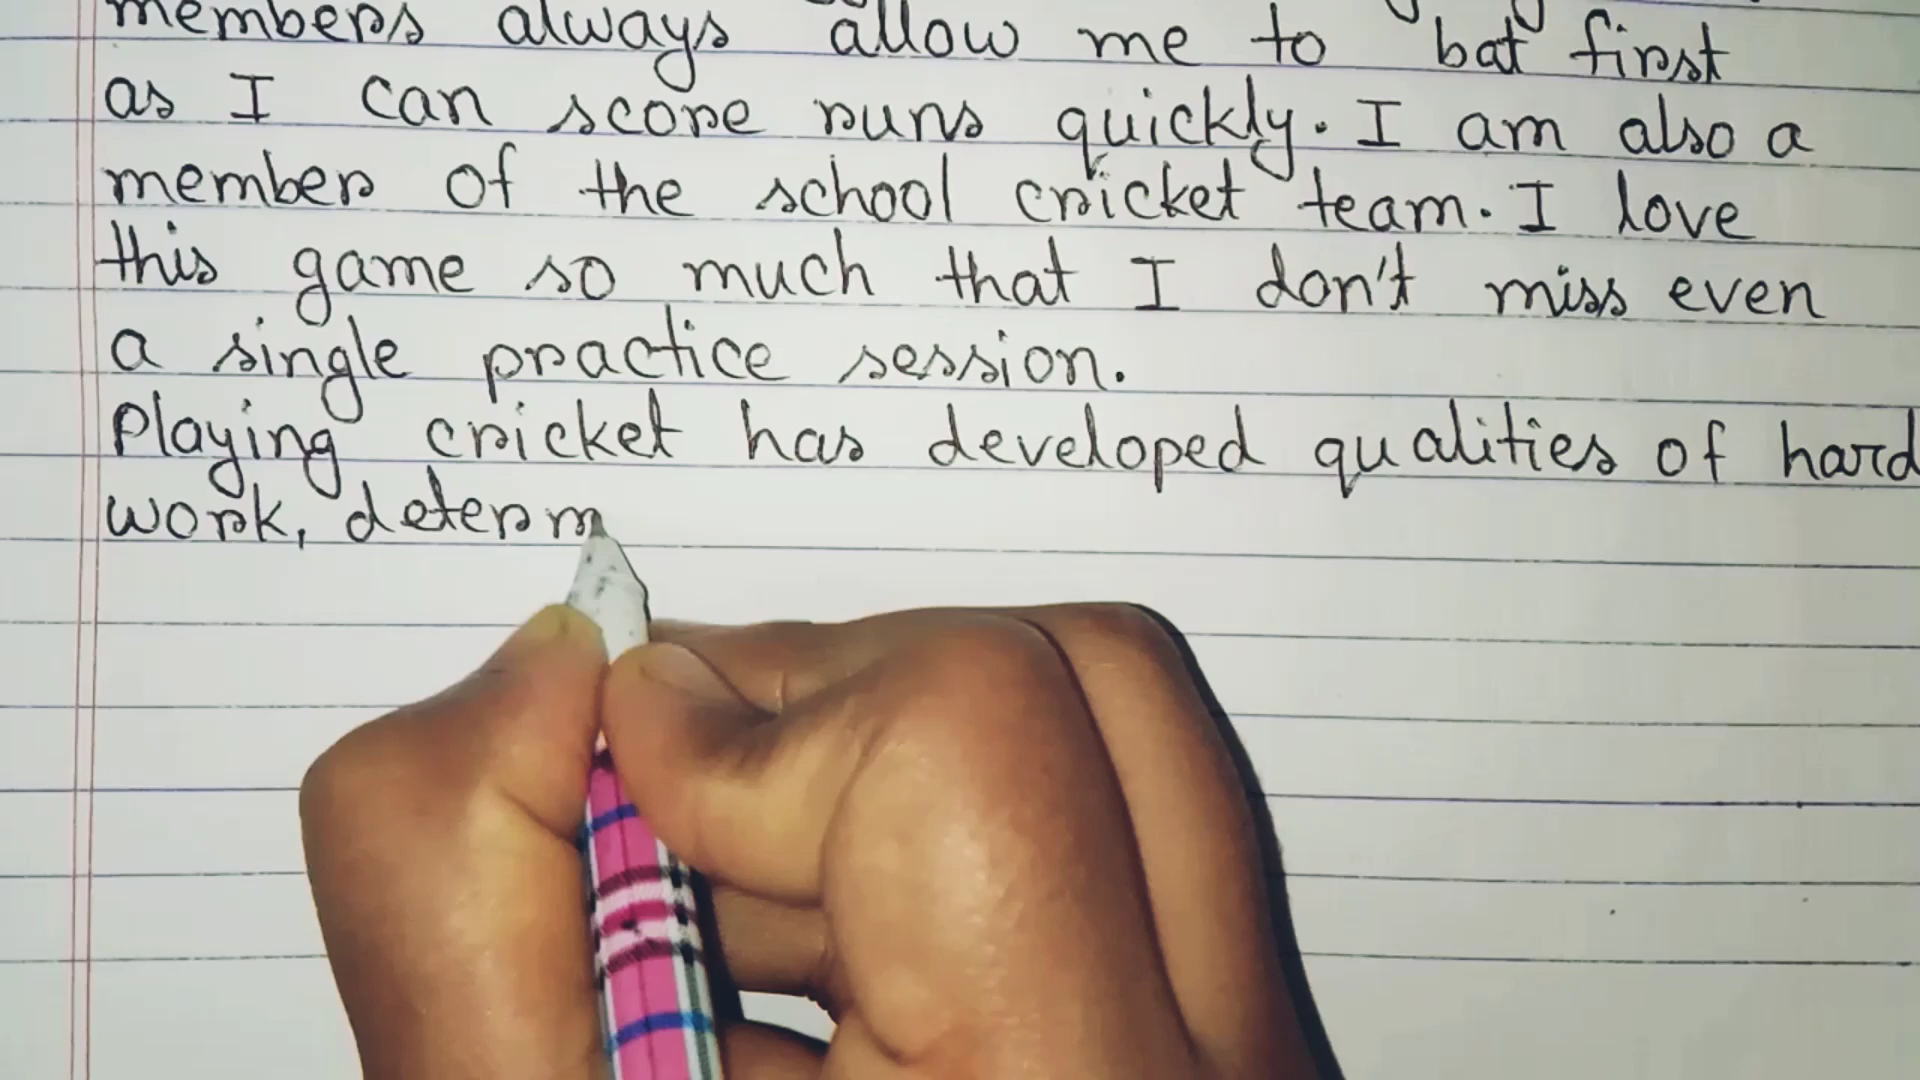 members always allow me to bat first
as I can score runs quickly. I am also a
member of the school cricket team. I love
this game so much that I don't miss even
a single practice session.
Playing cricket has developed qualities of hard
work, determ